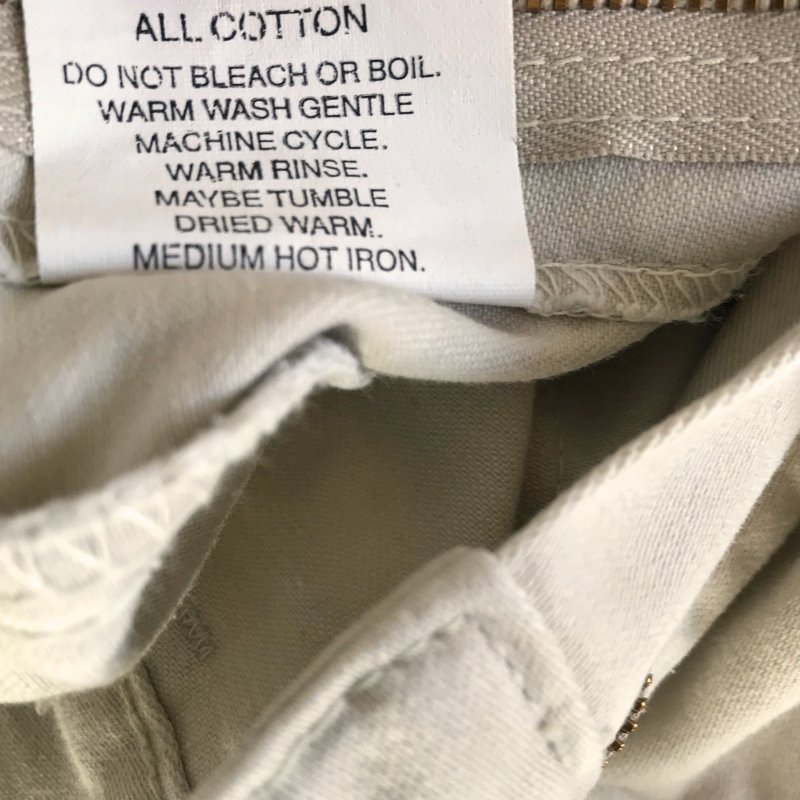 ALL COTTON
DO NOT BLEACH OR BOIL.
WARM WASH GENTLE
MACHINE CYCLE.
WARM RINSE.
MAYBE TUMBLE
DRIED WARM.
MEDIUM HOT IRON.